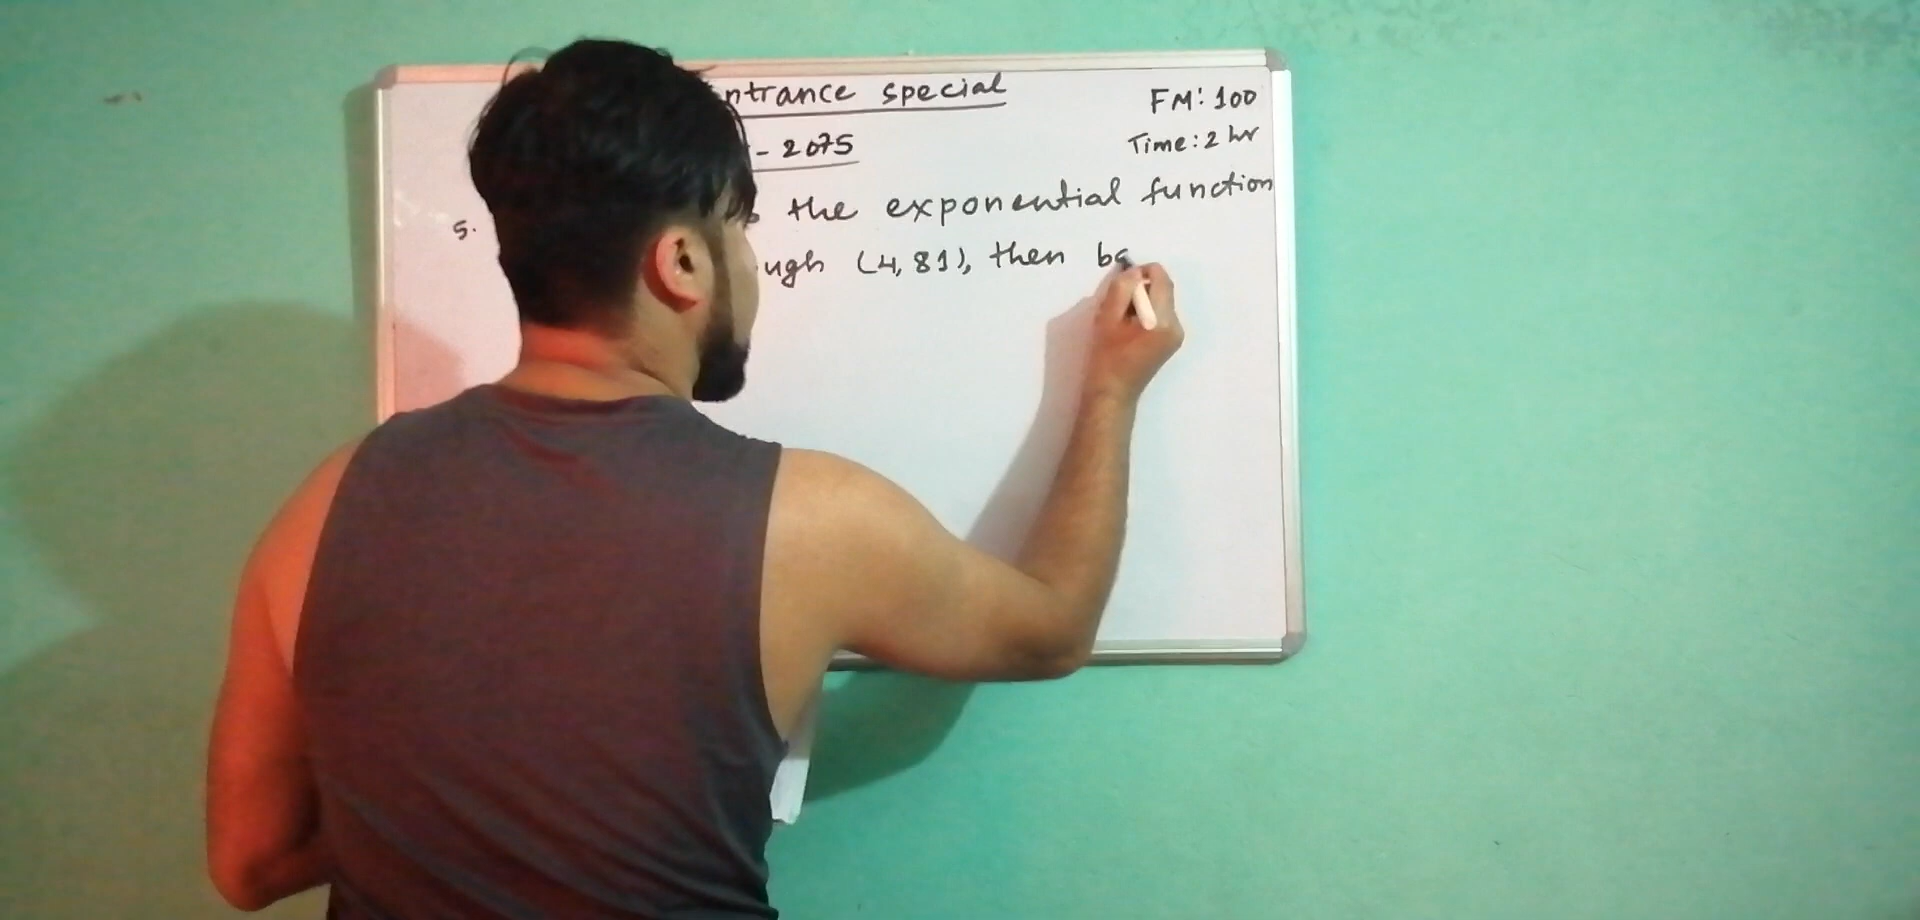 ntrance special
FM: 100
- 2075
Time: 2 hr
5. the exponential function
ugh (4, 81), then